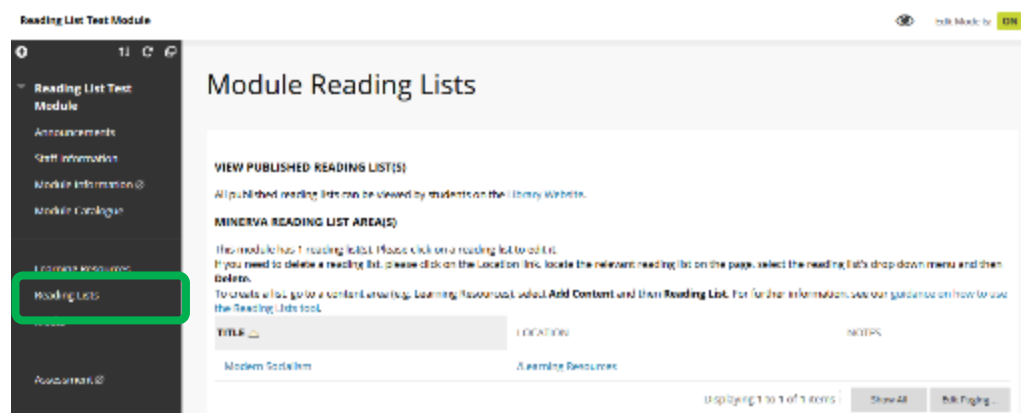 Reading List Test Module
Edit Mode is: ON
Reading List Test
Module
Announcements
Staff Information
Module Information
Module Catalogue
Learning Resources
Reading Lists
Assessment
Module Reading Lists
VIEW PUBLISHED READING LIST(S)
All published reading lists can be viewed by students on the Library Website.
MINERVA READING LIST AREA(S)
This module has 1 reading list(s). Please click on a reading list to edit it.
If you need to delete a reading list, please click on the Location link, locate the relevant reading list on the page, select the reading list's drop down menu and then
Delete.
To create a list, go to a content area (e.g. Learning Resources), select Add Content and then Reading List. For further information, see our guidance on how to use
the Reading Lists tool.
TITLE LOCATION NOTES
Modern Socialism /Learning Resources
Displaying 1 to 1 of 1 items Show All Edit Paging...